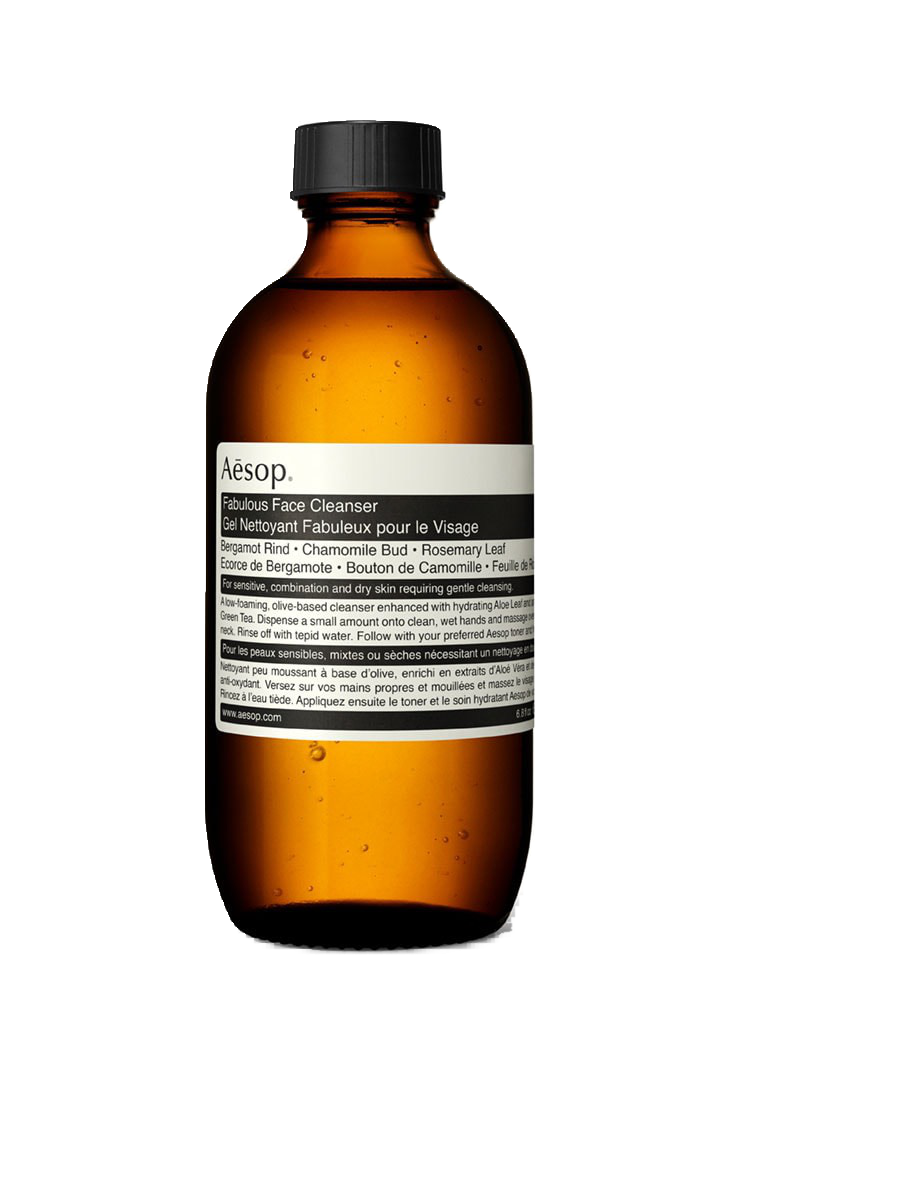 Aēsop.
Fabulous Face Cleanser
Gel Nettoyant Fabuleux pour le Visage
Bergamot Rind • Chamomile Bud • Rosemary Leaf
Ecorce de Bergamote • Bouton de Camomille • Feuille de
For sensitive, combination and dry skin requiring gentle cleansing.
A low-foaming, olive-based cleanser enhanced with hydrating Aloe Leaf and
Green Tea. Dispense a small amount onto clean, wet hands and massage
neck. Rinse off with tepid water. Follow with your preferred Aesop toner and
Pour les peaux sensibles, mixtes ou sèches nécessitant un nettoyage en
Nettoyant peu moussant à base d'olive, enrichi en extraits d'Aloé Véra et
anti-oxydant. Versez sur vos mains propres et mouillées et massez le visage
Rincez à l'eau tiède. Appliquez ensuite le toner et le soin hydratant Aesop de
www.aesop.com 6.8 fl oz